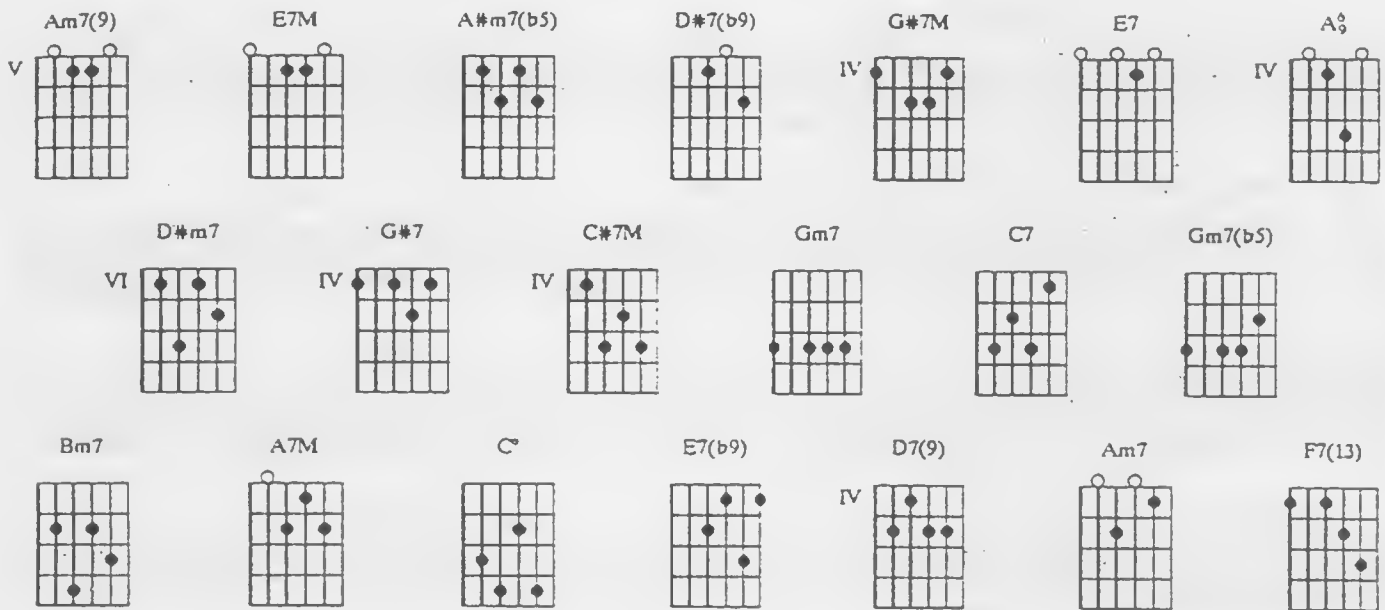 Am7(9) E7M A#m7(b5) D#7(b9) G#7M E7 A 6 9
V IV IV
D#m7 G#7 C#7M Gm7 C7 Gm7(b5)
VI IV IV
Bm7 A7M C° E7(b9) D7(9) Am7 F7(13)
IV